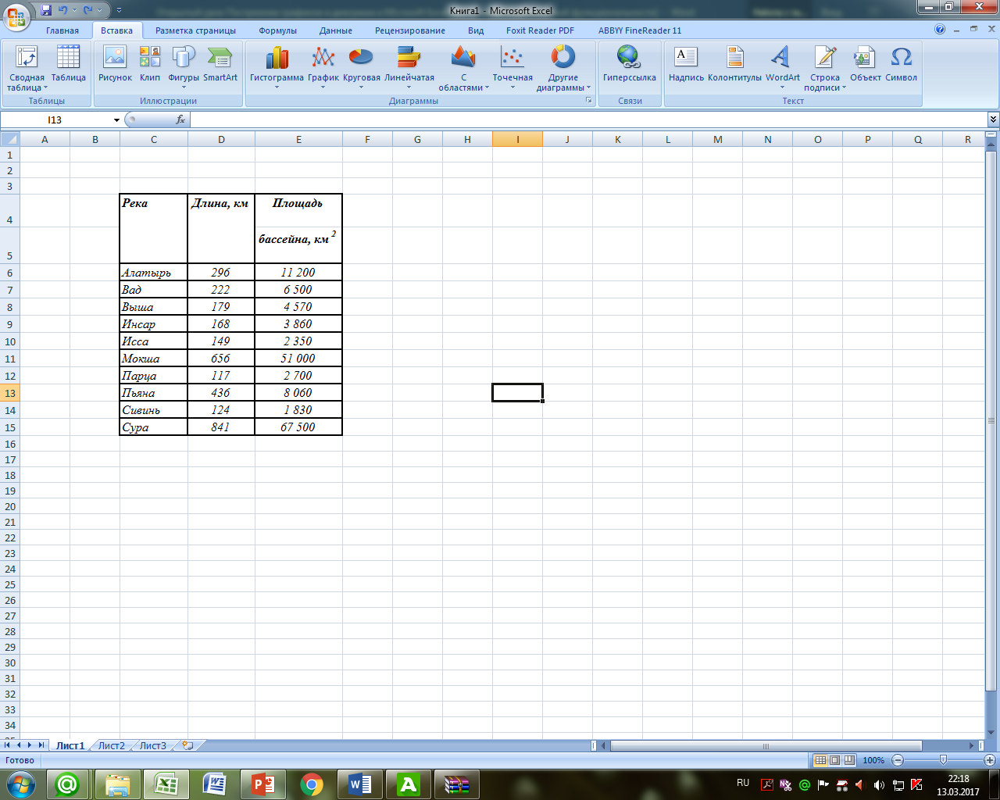 Книга1 - Microsoft Excel
Главная Вставка Разметка страницы Формулы Данные Рецензирование Вид Foxit Reader PDF ABBYY FineReader 11
Сводная таблица Таблица Рисунок Клип Фигуры SmartArt Гистограмма График Круговая Линейчатая С областями Точечная Другие диаграммы Гиперссылка Надпись Колонтитулы WordArt Строка подписи Объект Символ
Таблицы Иллюстрации Диаграммы Связи Текст
I13 fx
A B C D E F G H I J K L M N O P Q R
1
2
3
4 Река Длина, км Площадь
5 бассейна, км 2
6 Алатырь 296 11 200
7 Вад 222 6 500
8 Выша 179 4 570
9 Инсар 168 3 860
10 Исса 149 2 350
11 Мокша 656 51 000
12 Парца 117 2 700
13 Пьяна 436 8 060
14 Сивинь 124 1 830
15 Сура 841 67 500
16
17
18
19
20
21
22
23
24
25
26
27
28
29
30
31
32
33
34
Лист1 Лист2 Лист3
Готово 100%
RU 22:18
13.03.2017